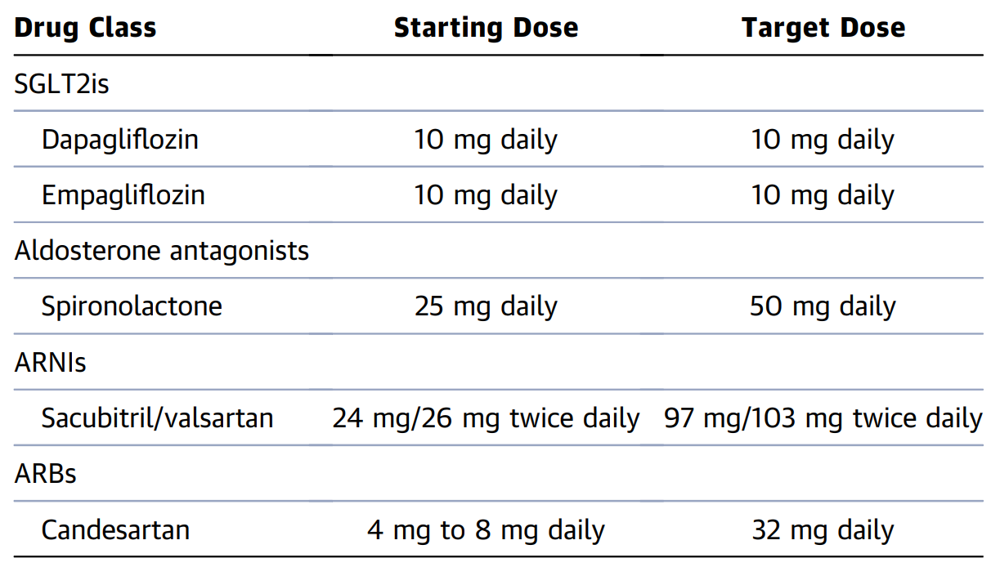 Drug Class Starting Dose Target Dose
SGLT2is
Dapagliflozin 10 mg daily 10 mg daily
Empagliflozin 10 mg daily 10 mg daily
Aldosterone antagonists
Spironolactone 25 mg daily 50 mg daily
ARNIs
Sacubitril/valsartan 24 mg/26 mg twice daily 97 mg/103 mg twice daily
ARBs
Candesartan 4 mg to 8 mg daily 32 mg daily